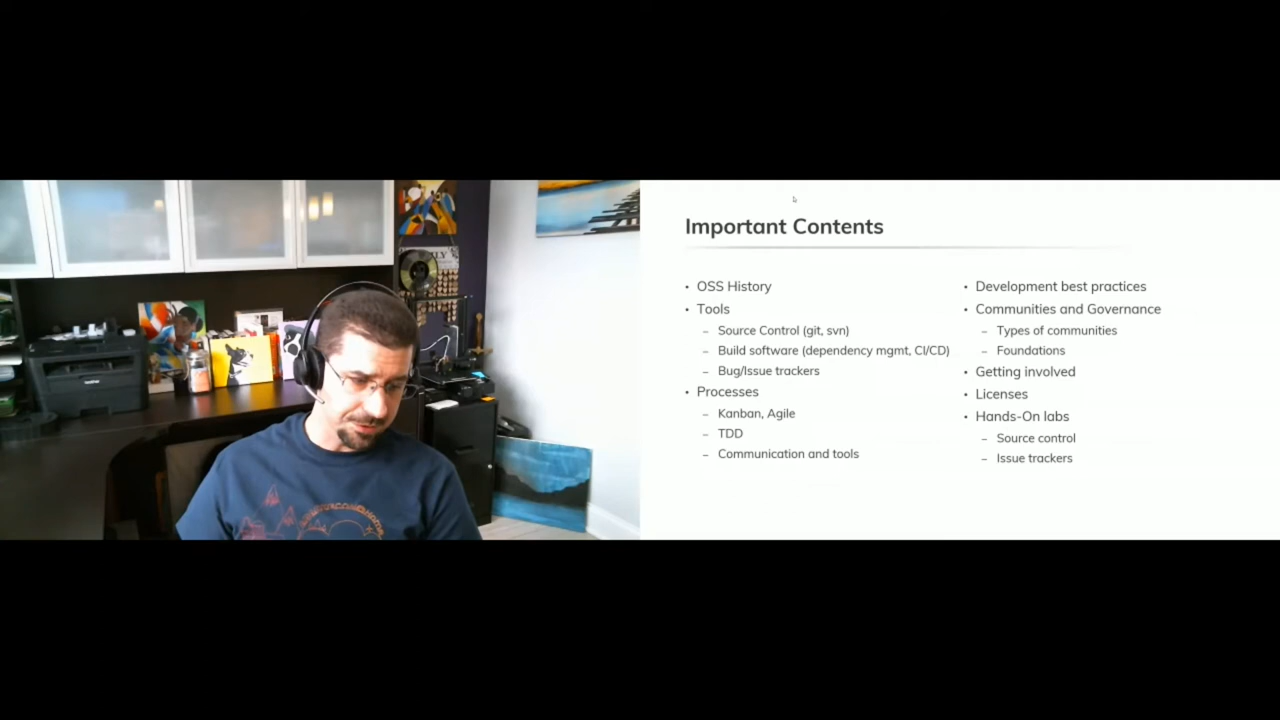 Important Contents
• OSS History
• Tools
– Source Control (git, svn)
– Build software (dependency mgmt, CI/CD)
– Bug/Issue trackers
• Processes
– Kanban, Agile
– TDD
– Communication and tools
• Development best practices
• Communities and Governance
– Types of communities
– Foundations
• Getting involved
• Licenses
• Hands-On labs
– Source control
– Issue trackers
brother